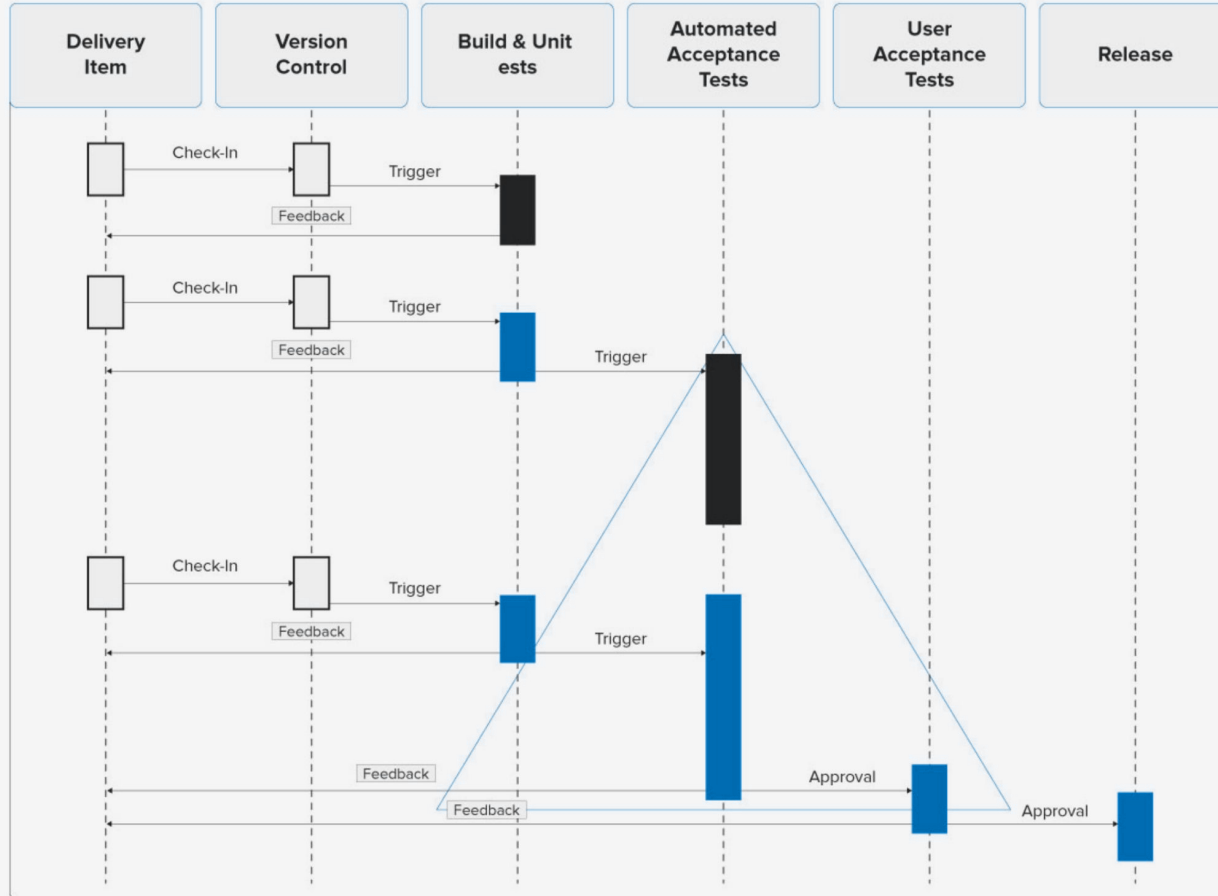 Delivery
Item
Version
Control
Build & Unit
ests
Automated
Acceptance
Tests
User
Acceptance
Tests
Release
Check-In
Trigger
Feedback
Check-In
Trigger
Feedback
Trigger
Check-In
Trigger
Feedback
Trigger
Feedback
Approval
Feedback
Approval